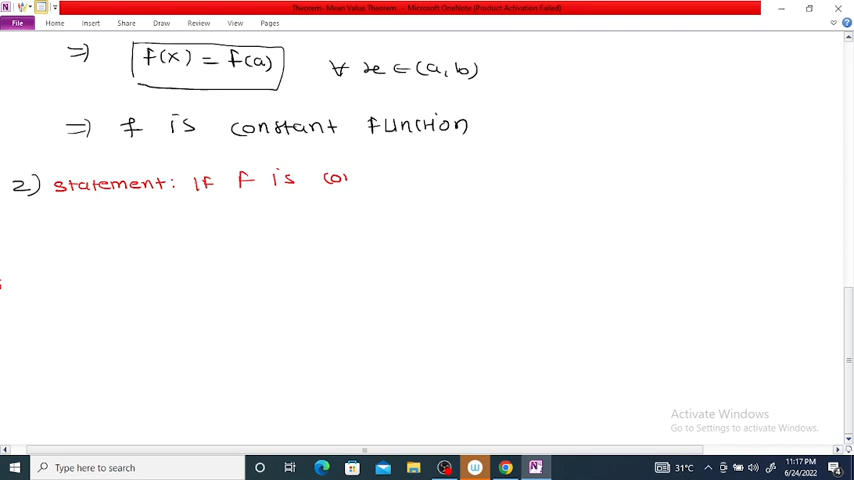 Theorem- Mean Value Theorem - Microsoft OneNote (Product Activation Failed)
File Home Insert Share Draw Review View Pages
⇒ f(x) = f(a) ∀ x ∈ (a, b)
⇒ f is constant function
2) statement: If f is co
Activate Windows
Go to Settings to activate Windows.
Type here to search
31°C
11:17 PM
6/24/2022